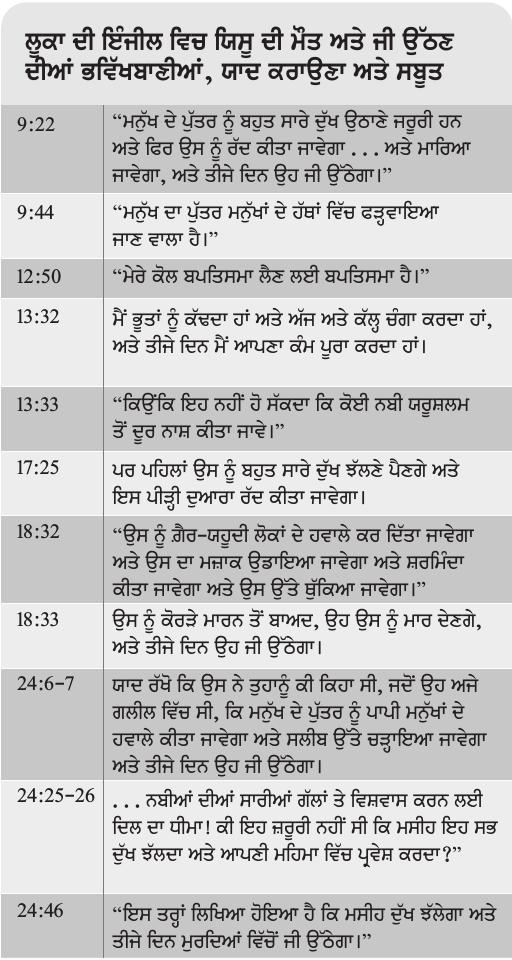 ਲੂਕਾ ਦੀ ਇੰਜੀਲ ਵਿਚ ਯਿਸੂ ਦੀ ਮੌਤ ਅਤੇ ਜੀ ਉੱਠਣ
ਦੀਆਂ ਭਵਿੱਖਬਾਣੀਆਂ, ਯਾਦ ਕਰਾਉਣਾ ਅਤੇ ਸਬੂਤ
9:22 “ਮਨੁੱਖ ਦੇ ਪੁੱਤਰ ਨੂੰ ਬਹੁਤ ਸਾਰੇ ਦੁੱਖ ਉਠਾਣੇ ਜਰੂਰੀ ਹਨ
ਅਤੇ ਫਿਰ ਉਸ ਨੂੰ ਰੱਦ ਕੀਤਾ ਜਾਵੇਗਾ . . . ਅਤੇ ਮਾਰਿਆ
ਜਾਵੇਗਾ, ਅਤੇ ਤੀਜੇ ਦਿਨ ਉਹ ਜੀ ਉੱਠੇਗਾ।”
9:44 “ਮਨੁੱਖ ਦਾ ਪੁੱਤਰ ਮਨੁੱਖਾਂ ਦੇ ਹੱਥਾਂ ਵਿੱਚ ਫੜ੍ਹਵਾਇਆ
ਜਾਣ ਵਾਲਾ ਹੈ।”
12:50 “ਮੇਰੇ ਕੋਲ ਬਪਤਿਸਮਾ ਲੈਣ ਲਈ ਬਪਤਿਸਮਾ ਹੈ।”
13:32 ਮੈਂ ਭੂਤਾਂ ਨੂੰ ਕੱਢਦਾ ਹਾਂ ਅਤੇ ਅੱਜ ਅਤੇ ਕੱਲ੍ਹ ਚੰਗਾ ਕਰਦਾ ਹਾਂ,
ਅਤੇ ਤੀਜੇ ਦਿਨ ਮੈਂ ਆਪਣਾ ਕੰਮ ਪੂਰਾ ਕਰਦਾ ਹਾਂ।
13:33 “ਕਿਉਂਕਿ ਇਹ ਨਹੀਂ ਹੋ ਸੱਕਦਾ ਕਿ ਕੋਈ ਨਬੀ ਯਰੂਸ਼ਲਮ
ਤੋਂ ਦੂਰ ਨਾਸ਼ ਕੀਤਾ ਜਾਵੇ।”
17:25 ਪਰ ਪਹਿਲਾਂ ਉਸ ਨੂੰ ਬਹੁਤ ਸਾਰੇ ਦੁੱਖ ਝੱਲਣੇ ਪੈਣਗੇ ਅਤੇ
ਇਸ ਪੀੜ੍ਹੀ ਦੁਆਰਾ ਰੱਦ ਕੀਤਾ ਜਾਵੇਗਾ।
18:32 “ਉਸ ਨੂੰ ਗ਼ੈਰ-ਯਹੂਦੀ ਲੋਕਾਂ ਦੇ ਹਵਾਲੇ ਕਰ ਦਿੱਤਾ ਜਾਵੇਗਾ
ਅਤੇ ਉਸ ਦਾ ਮਜ਼ਾਕ ਉਡਾਇਆ ਜਾਵੇਗਾ ਅਤੇ ਸ਼ਰਮਿੰਦਾ
ਕੀਤਾ ਜਾਵੇਗਾ ਅਤੇ ਉਸ ਉੱਤੇ ਥੁੱਕਿਆ ਜਾਵੇਗਾ।”
18:33 ਉਸ ਨੂੰ ਕੋਰੜੇ ਮਾਰਨ ਤੋਂ ਬਾਅਦ, ਉਹ ਉਸ ਨੂੰ ਮਾਰ ਦੇਣਗੇ,
ਅਤੇ ਤੀਜੇ ਦਿਨ ਉਹ ਜੀ ਉੱਠੇਗਾ।
24:6-7 ਯਾਦ ਰੱਖੋ ਕਿ ਉਸ ਨੇ ਤੁਹਾਨੂੰ ਕੀ ਕਿਹਾ ਸੀ, ਜਦੋਂ ਉਹ ਅਜੇ
ਗਲੀਲ ਵਿੱਚ ਸੀ, ਕਿ ਮਨੁੱਖ ਦੇ ਪੁੱਤਰ ਨੂੰ ਪਾਪੀ ਮਨੁੱਖਾਂ ਦੇ
ਹਵਾਲੇ ਕੀਤਾ ਜਾਵੇਗਾ ਅਤੇ ਸਲੀਬ ਉੱਤੇ ਚੜ੍ਹਾਇਆ ਜਾਵੇਗਾ
ਅਤੇ ਤੀਜੇ ਦਿਨ ਉਹ ਜੀ ਉੱਠੇਗਾ।
24:25-26 . . . ਨਬੀਆਂ ਦੀਆਂ ਸਾਰੀਆਂ ਗੱਲਾਂ ਤੇ ਵਿਸ਼ਵਾਸ ਕਰਨ ਲਈ
ਦਿਲ ਦਾ ਧੀਮਾ! ਕੀ ਇਹ ਜ਼ਰੂਰੀ ਨਹੀਂ ਸੀ ਕਿ ਮਸੀਹ ਇਹ ਸਭ
ਦੁੱਖ ਝੱਲਦਾ ਅਤੇ ਆਪਣੀ ਮਹਿਮਾ ਵਿੱਚ ਪ੍ਰਵੇਸ਼ ਕਰਦਾ?”
24:46 “ਇਸ ਤਰ੍ਹਾਂ ਲਿਖਿਆ ਹੋਇਆ ਹੈ ਕਿ ਮਸੀਹ ਦੁੱਖ ਝੱਲੇਗਾ ਅਤੇ
ਤੀਜੇ ਦਿਨ ਮੁਰਦਿਆਂ ਵਿੱਚੋਂ ਜੀ ਉੱਠੇਗਾ।”